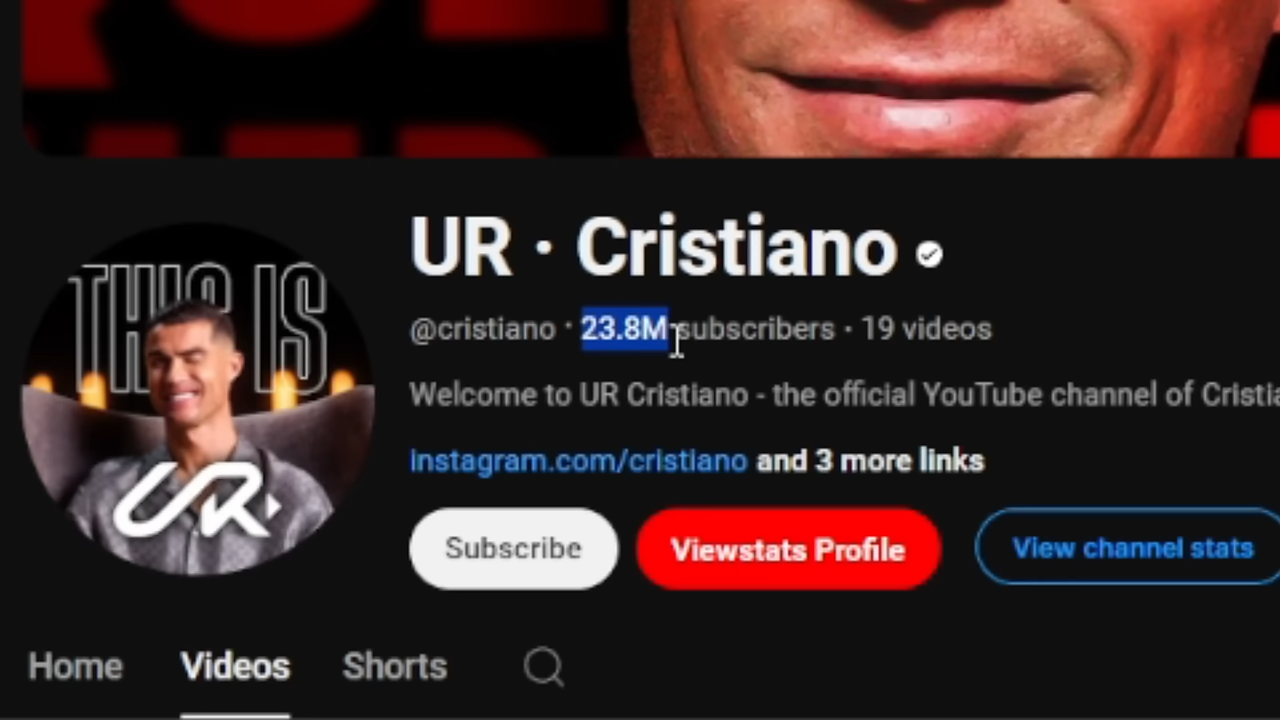 THIS IS
UR
UR · Cristiano
@cristiano · 23.8M subscribers · 19 videos
Welcome to UR Cristiano - the official YouTube channel of Cristia
instagram.com/cristiano and 3 more links
Subscribe
Viewstats Profile
View channel stats
Home
Videos
Shorts